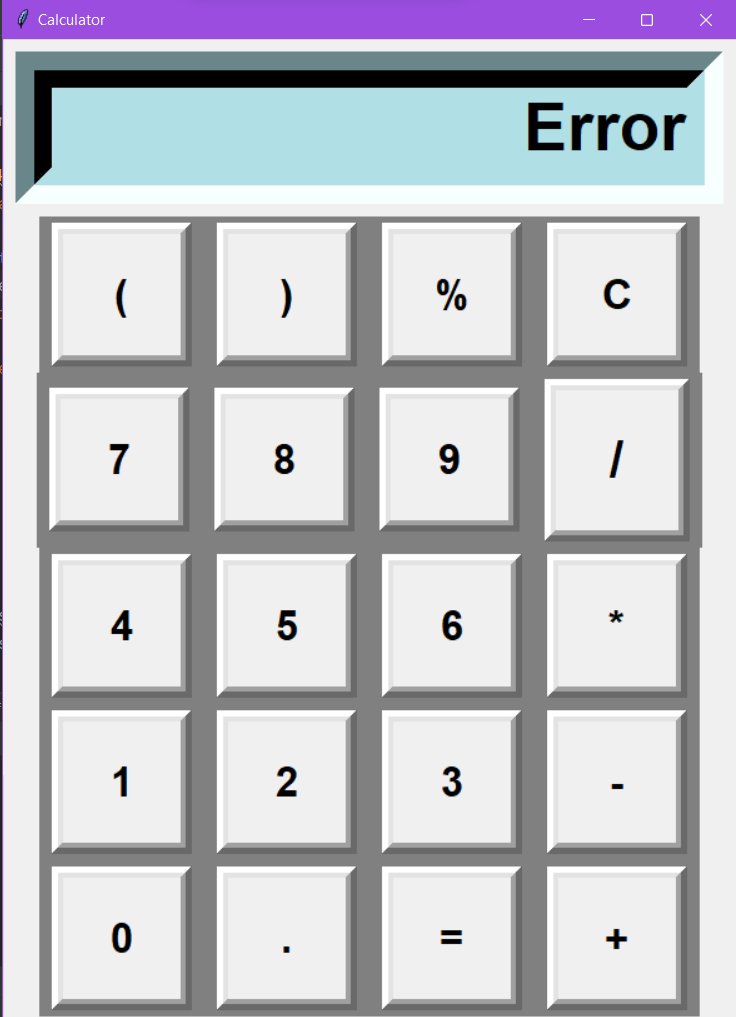 Calculator
Error
( ) % C
7 8 9 /
4 5 6 *
1 2 3 -
0 . = +